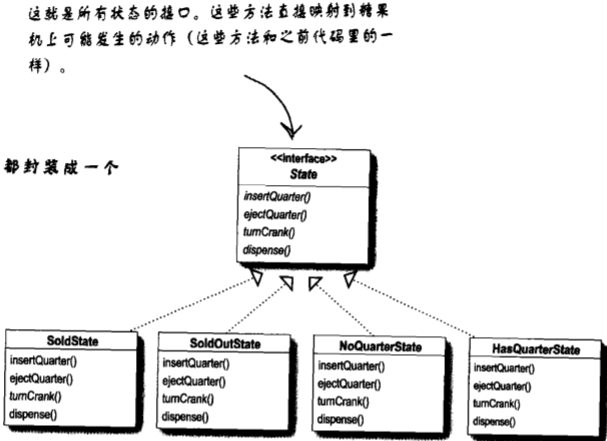 这就是所有状态的接口。这些方法直接映射到糖果
机上可能发生的动作（这些方法和之前代码里的一
样）。
都封装成一个
<<interface>>
State
insertQuarter()
ejectQuarter()
turnCrank()
dispense()
SoldState
insertQuarter()
ejectQuarter()
turnCrank()
dispense()
SoldOutState
insertQuarter()
ejectQuarter()
turnCrank()
dispense()
NoQuarterState
insertQuarter()
ejectQuarter()
turnCrank()
dispense()
HasQuarterState
insertQuarter()
ejectQuarter()
turnCrank()
dispense()